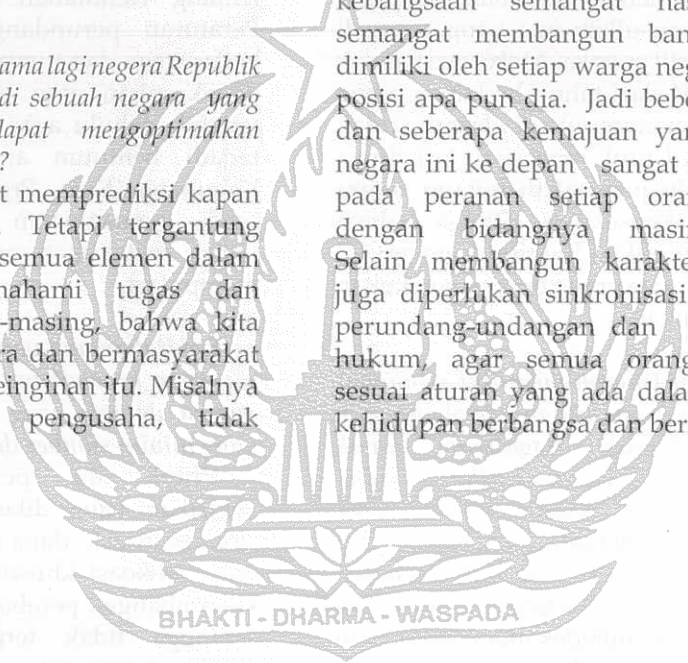 ama lagi negera Republik
di sebuah negara yang
dapat mengoptimalkan
?
t memprediksi kapan
Tetapi tergantung
semua elemen dalam
nahami tugas dan
-masing, bahwa kita
ra dan bermasyarakat
einginan itu. Misalnya
pengusaha, tidak
kebangsaan semangat
semangat membangun ban
dimiliki oleh setiap warga neg
posisi apa pun dia. Jadi bebe
dan seberapa kemajuan yan
negara ini ke depan sangat
pada peranan setiap oran
dengan bidangnya masin
Selain membangun karakte
juga diperlukan sinkronisasi
perundang-undangan dan
hukum, agar semua orang
sesuai aturan yang ada dala
kehidupan berbangsa dan ber
BHAKTI - DHARMA - WASPADA